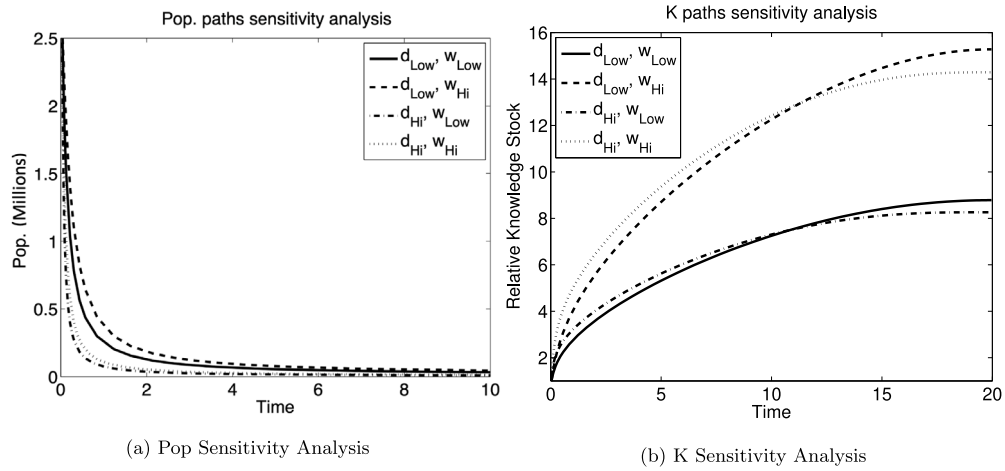 Pop. paths sensitivity analysis
2.5
2
1.5
1
0.5
0
Pop. (Millions)
0 2 4 6 8 10
Time
d_Low, w_Low
d_Low, w_Hi
d_Hi, w_Low
d_Hi, w_Hi
(a) Pop Sensitivity Analysis
K paths sensitivity analysis
16
14
12
10
8
6
4
2
Relative Knowledge Stock
0 5 10 15 20
Time
d_Low, w_Low
d_Low, w_Hi
d_Hi, w_Low
d_Hi, w_Hi
(b) K Sensitivity Analysis